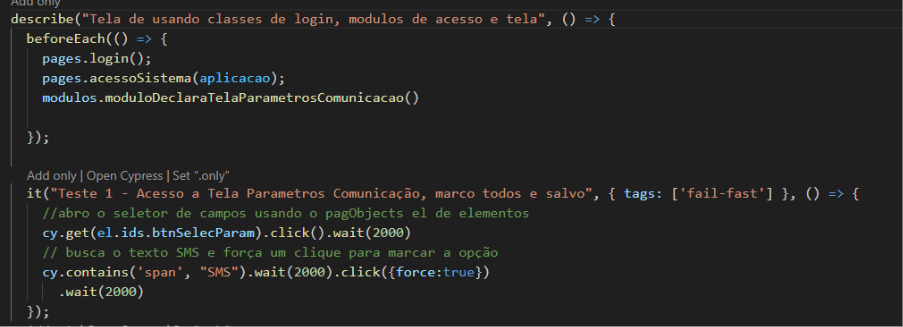 Add only
describe("Tela de usando classes de login, modulos de acesso e tela", () => {
beforeEach(() => {
pages.login();
pages.acessoSistema(aplicacao);
modulos.moduloDeclaraTelaParametrosComunicacao()
});
Add only | Open Cypress | Set ".only"
it("Teste 1 - Acesso a Tela Parametros Comunicação, marco todos e salvo", { tags: ['fail-fast'] }, () => {
//abro o seletor de campos usando o pagObjects el de elementos
cy.get(el.ids.btnSelecParam).click().wait(2000)
// busca o texto SMS e força um clique para marcar a opção
cy.contains('span', "SMS").wait(2000).click({force:true})
.wait(2000)
});